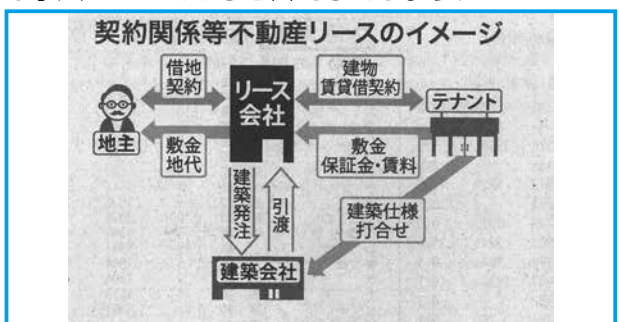 契約関係等不動産リースのイメージ
借地
契約
リース
会社
建物
賃貸借契約
テナント
地主
敷金
地代
敷金
保証金・賃料
建築発注
引渡
建築仕様
打合せ
建築会社